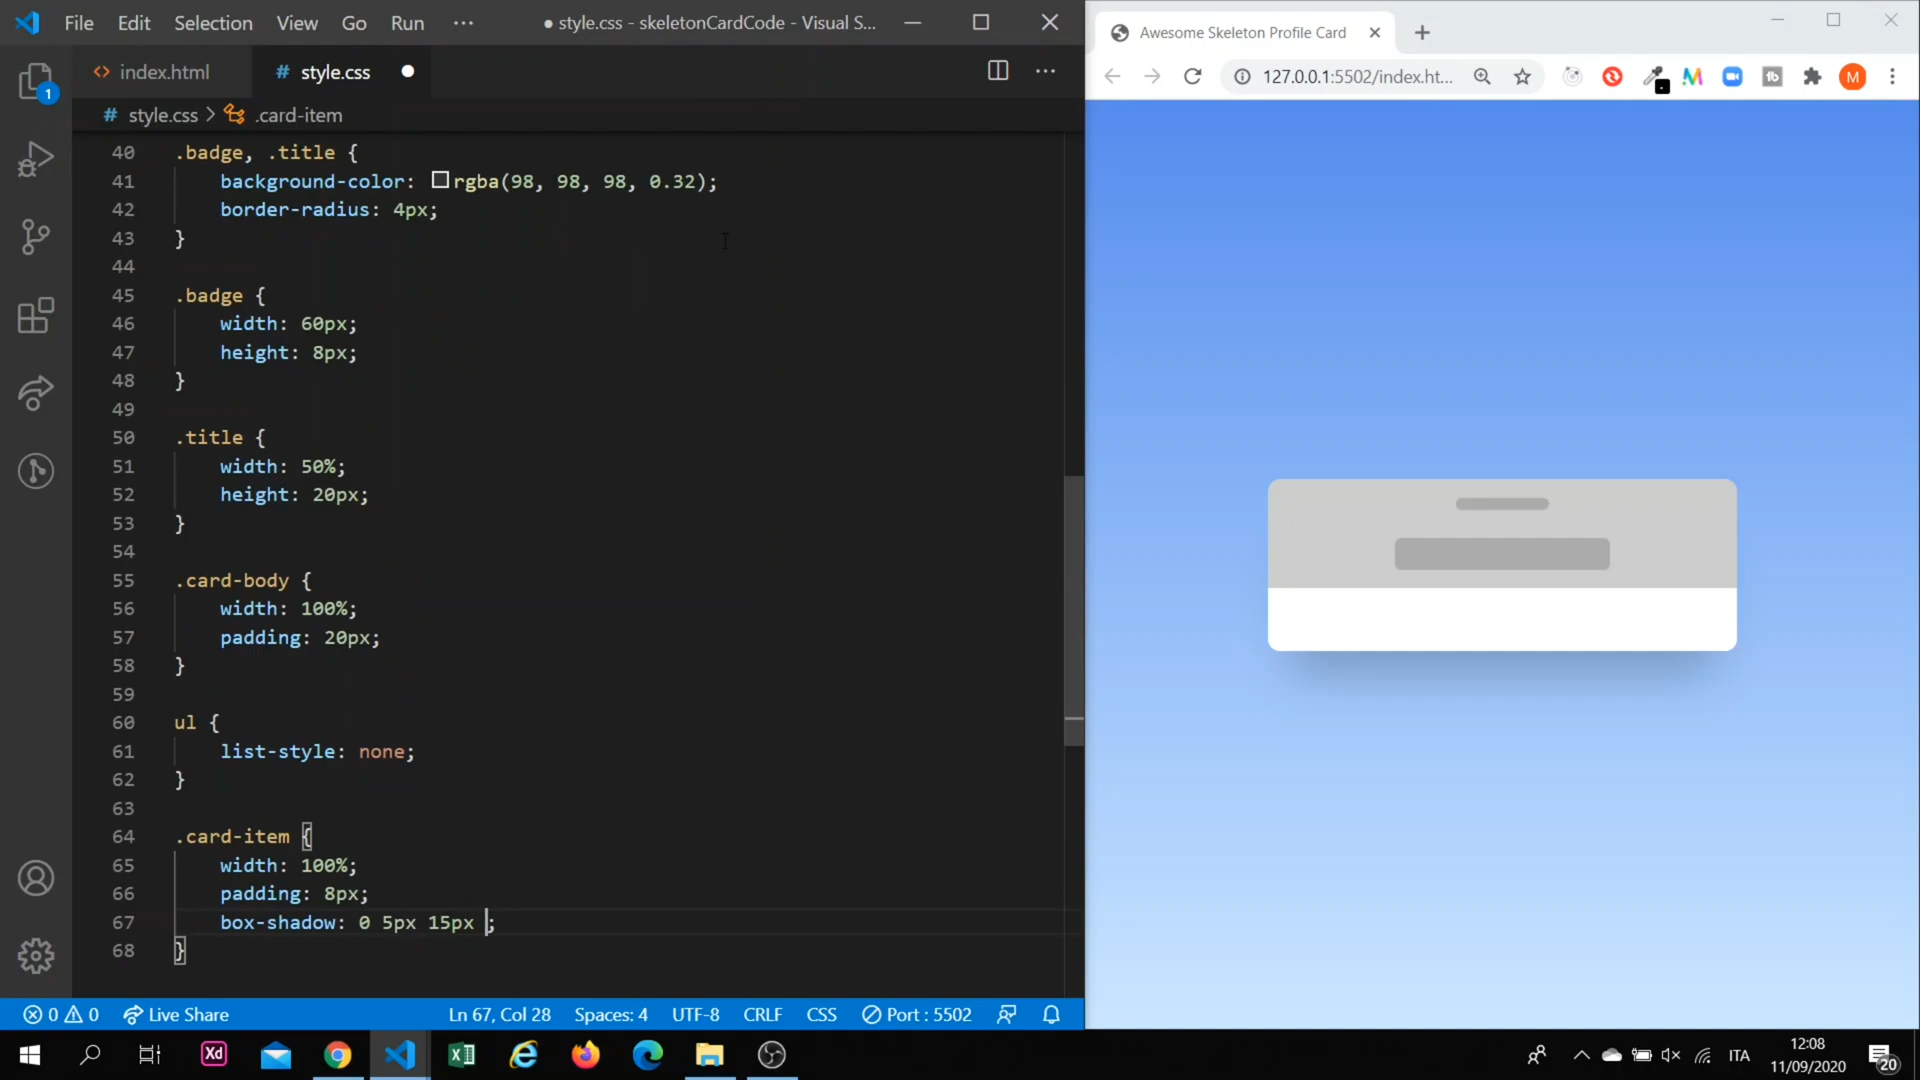 File Edit Selection View Go Run ··· ● style.css - skeletonCardCode - Visual S...
Awesome Skeleton Profile Card
index.html # style.css
127.0.0.1:5502/index.ht...
M
1
# style.css > .card-item
40 .badge, .title {
41 background-color: rgba(98, 98, 98, 0.32);
42 border-radius: 4px;
43 }
44
45 .badge {
46 width: 60px;
47 height: 8px;
48 }
49
50 .title {
51 width: 50%;
52 height: 20px;
53 }
54
55 .card-body {
56 width: 100%;
57 padding: 20px;
58 }
59
60 ul {
61 list-style: none;
62 }
63
64 .card-item {
65 width: 100%;
66 padding: 8px;
67 box-shadow: 0 5px 15px ;
68 }
0 0 Live Share Ln 67, Col 28 Spaces: 4 UTF-8 CRLF CSS Port : 5502
Xd
ITA
12:08
11/09/2020
20